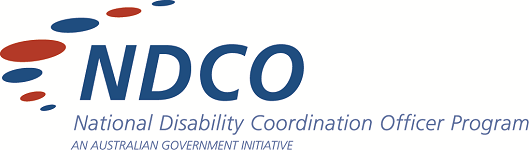 NDCO
National Disability Coordination Officer Program
AN AUSTRALIAN GOVERNMENT INITIATIVE